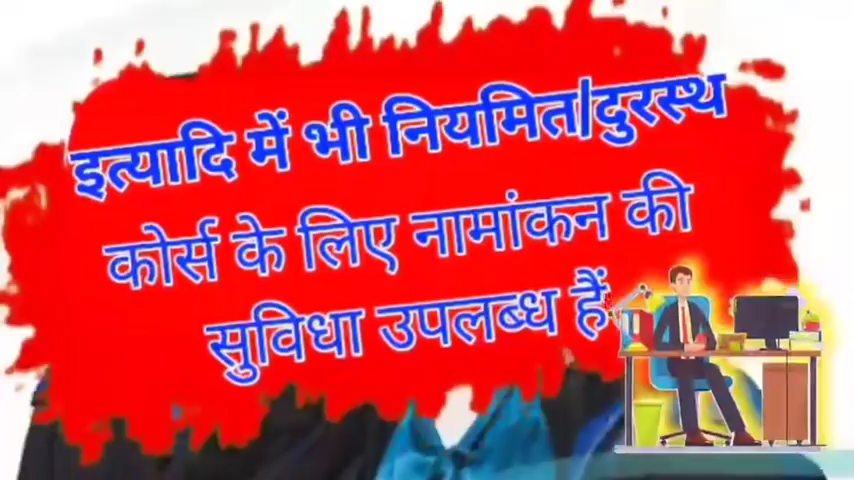 इत्यादि में भी नियमित/दुरस्थ
कोर्स के लिए नामांकन की
सुविधा उपलब्ध हैं